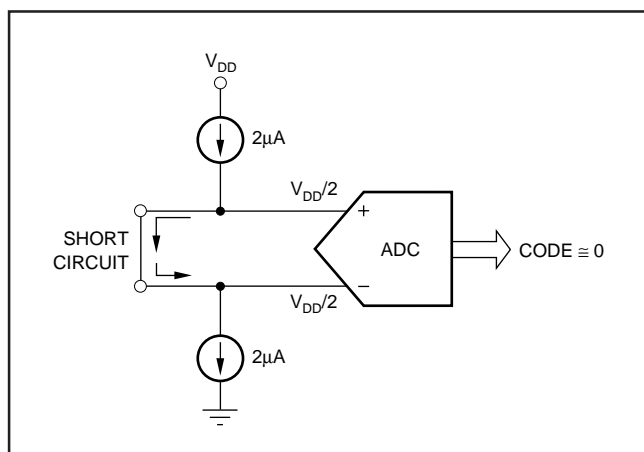 VDD
2μA
VDD/2
+
SHORT
CIRCUIT
ADC
CODE ≅ 0
VDD/2
–
2μA